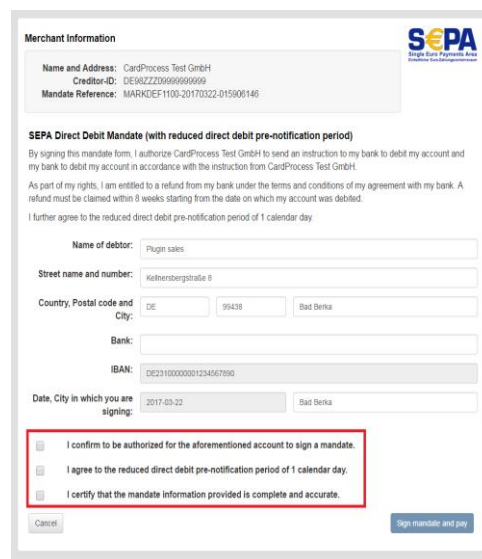 Merchant Information
S€PA
Single Euro Payments Area
Einheitlicher Euro-Zahlungsverkehrsraum
Name and Address: CardProcess Test GmbH
Creditor-ID: DE98ZZZ09999999999
Mandate Reference: MARKDEF1100-20170322-015906146
SEPA Direct Debit Mandate (with reduced direct debit pre-notification period)
By signing this mandate form, I authorize CardProcess Test GmbH to send an instruction to my bank to debit my account and
my bank to debit my account in accordance with the instruction from CardProcess Test GmbH.
As part of my rights, I am entitled to a refund from my bank under the terms and conditions of my agreement with my bank. A
refund must be claimed within 8 weeks starting from the date on which my account was debited.
I further agree to the reduced direct debit pre-notification period of 1 calendar day.
Name of debtor: Plugin sales
Street name and number: Kellnersbergstraße 8
Country, Postal code and City: DE 99438 Bad Berka
Bank:
IBAN: DE23100000001234567890
Date, City in which you are signing: 2017-03-22 Bad Berka
I confirm to be authorized for the aforementioned account to sign a mandate.
I agree to the reduced direct debit pre-notification period of 1 calendar day.
I certify that the mandate information provided is complete and accurate.
Cancel Sign mandate and pay